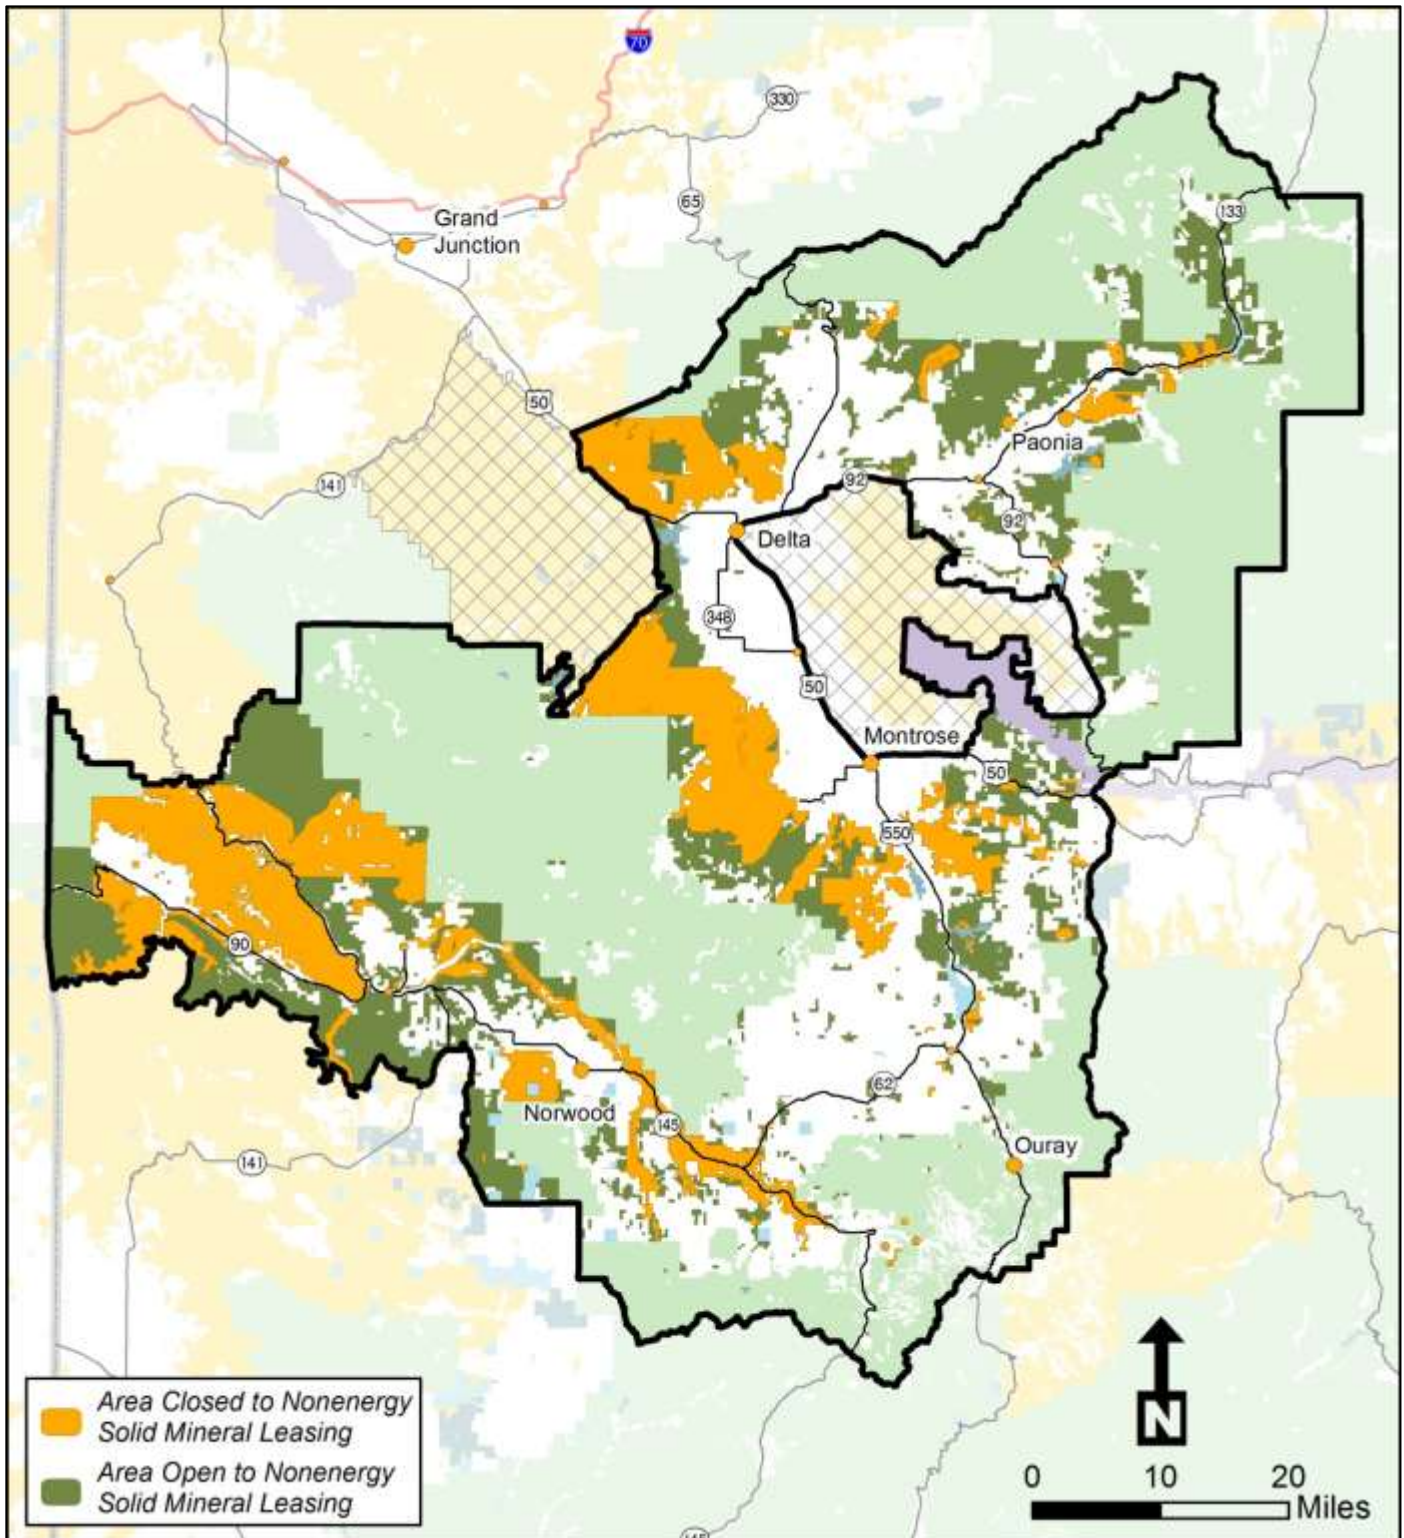 70
330
65
133
Grand
Junction
50
141
Paonia
92
92
Delta
348
50
Montrose
50
550
90
62
Norwood
145
Ouray
141
Area Closed to Nonenergy
Solid Mineral Leasing
Area Open to Nonenergy
Solid Mineral Leasing
N
0 10 20
Miles